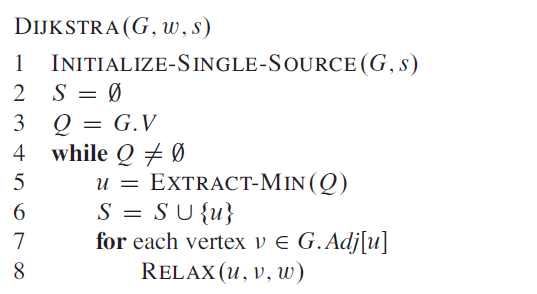 DIJKSTRA(G, w, s)
1 INITIALIZE-SINGLE-SOURCE(G, s)
2 S = Ø
3 Q = G.V
4 while Q ≠ Ø
5 u = EXTRACT-MIN(Q)
6 S = S ∪ {u}
7 for each vertex v ∈ G.Adj[u]
8 RELAX(u, v, w)